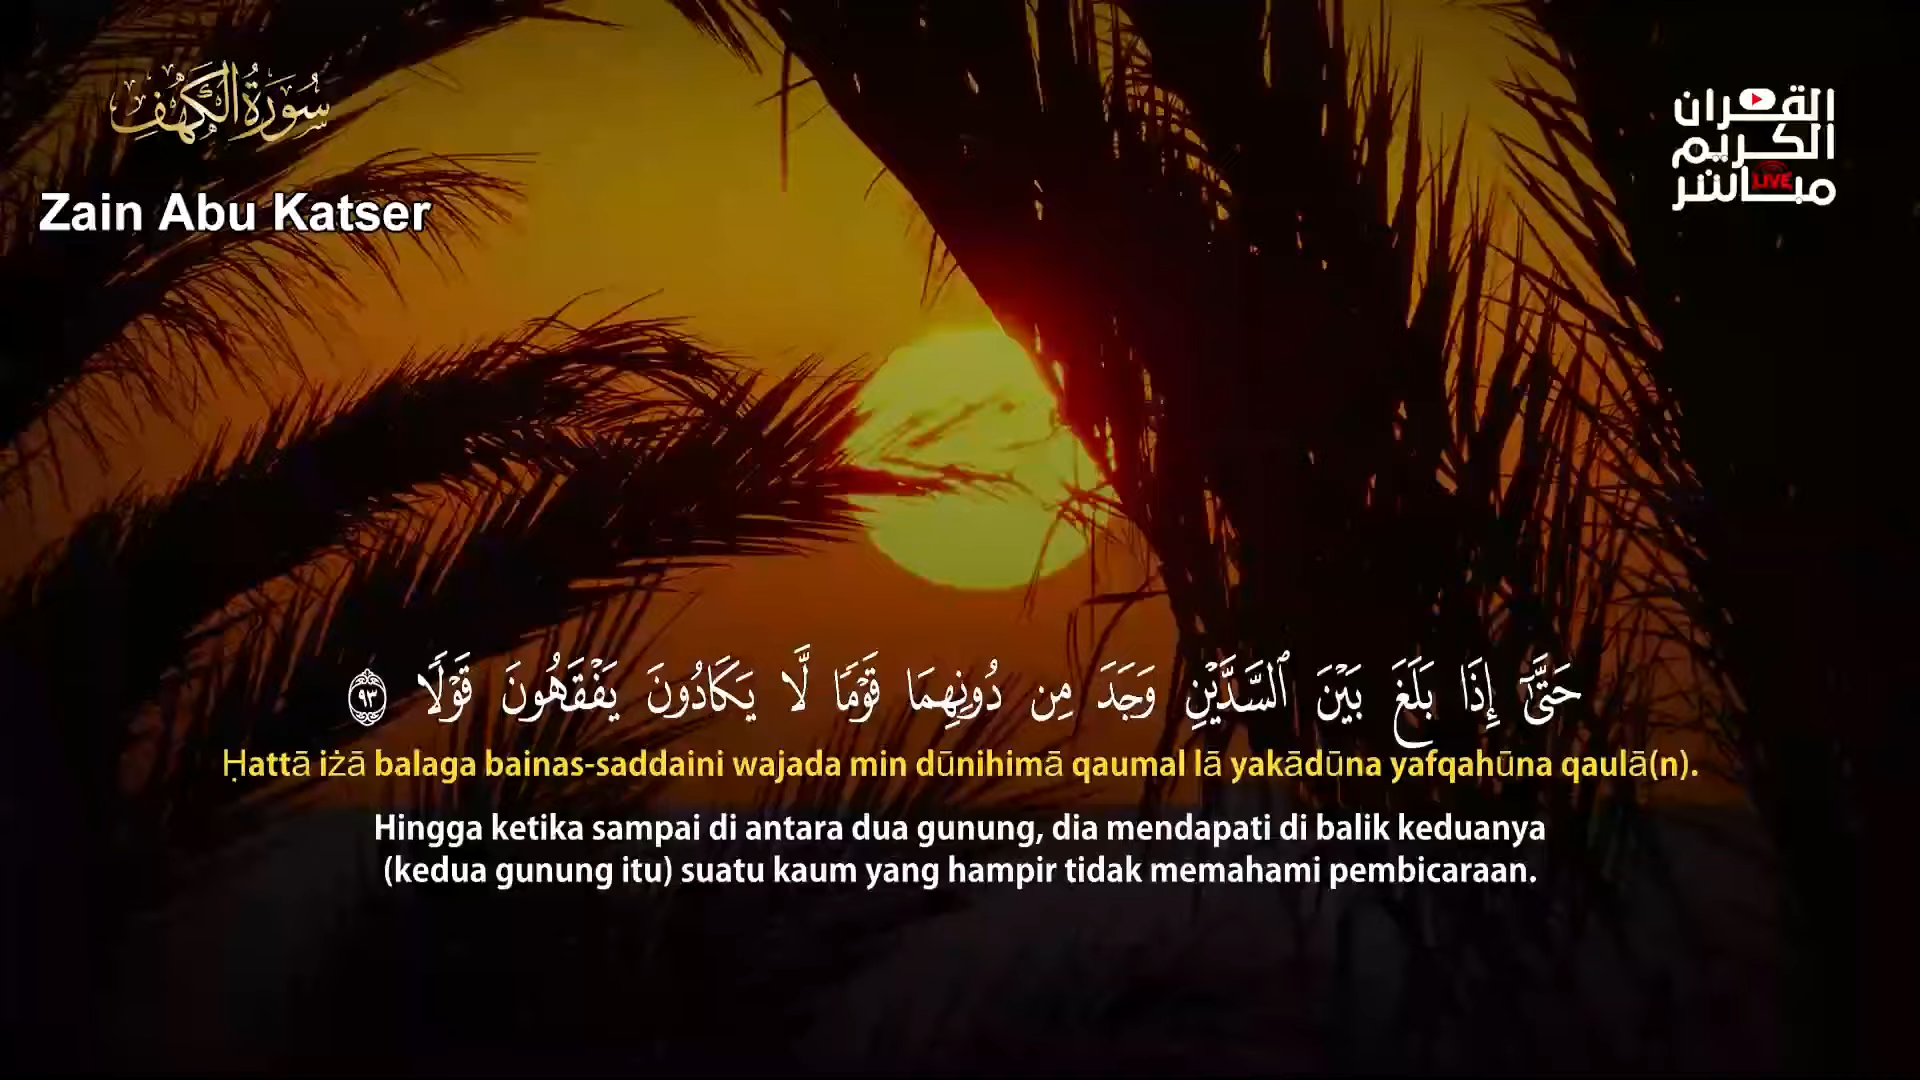 سُورَةُ الكَهْفِ
Zain Abu Katser
القران
الكريم
مباشر
LIVE
حَتَّىٰٓ إِذَا بَلَغَ بَيْنَ ٱلسَّدَّيْنِ وَجَدَ مِن دُونِهِمَا قَوْمًا لَّا يَكَادُونَ يَفْقَهُونَ قَوْلًا ٩٣
Ḥattā iżā balaga bainas-saddaini wajada min dūnihimā qaumal lā yakādūna yafqahūna qaulā(n).
Hingga ketika sampai di antara dua gunung, dia mendapati di balik keduanya
(kedua gunung itu) suatu kaum yang hampir tidak memahami pembicaraan.